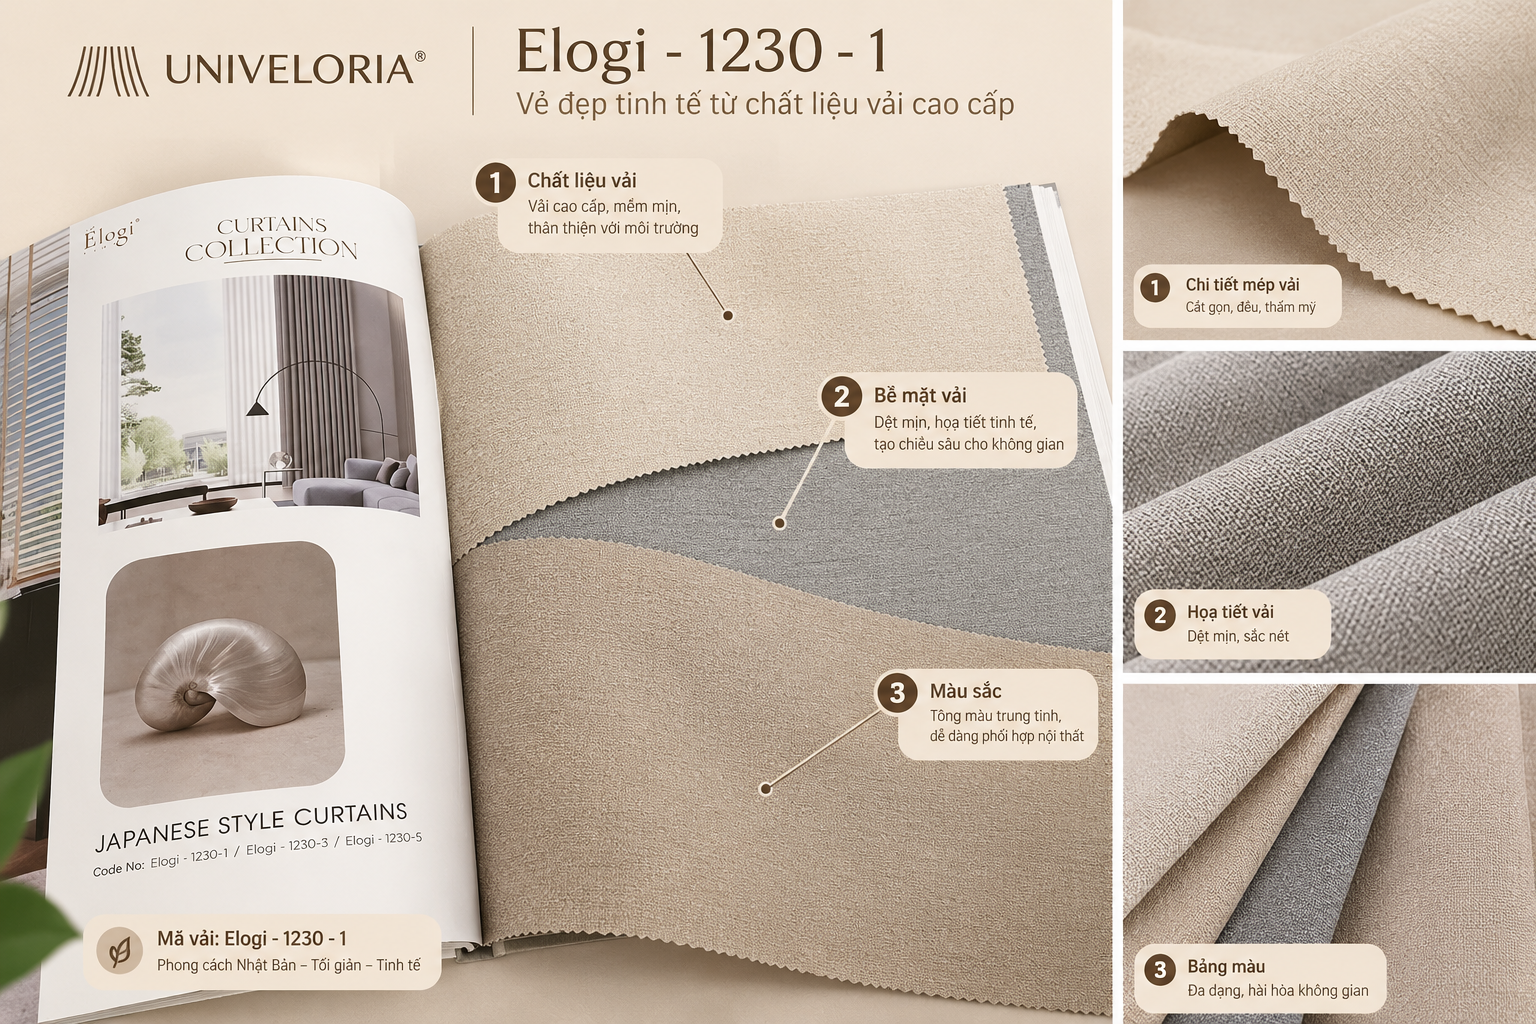 UNIVELORIA®
Elogi - 1230 - 1
Vẻ đẹp tinh tế từ chất liệu vải cao cấp
1
Chất liệu vải
Vải cao cấp, mềm mịn,
thân thiện với môi trường
2
Bề mặt vải
Dệt mịn, họa tiết tinh tế,
tạo chiều sâu cho không gian
3
Màu sắc
Tông màu trung tính,
dễ dàng phối hợp nội thất
Elogi
CURTAINS
COLLECTION
JAPANESE STYLE CURTAINS
Code No: Elogi - 1230-1 / Elogi - 1230-3 / Elogi - 1230-5
Mã vải: Elogi - 1230 - 1
Phong cách Nhật Bản – Tối giản – Tinh tế
1
Chi tiết mép vải
Cắt gọn, đều, thẩm mỹ
2
Họa tiết vải
Dệt mịn, sắc nét
3
Bảng màu
Đa dạng, hài hòa không gian